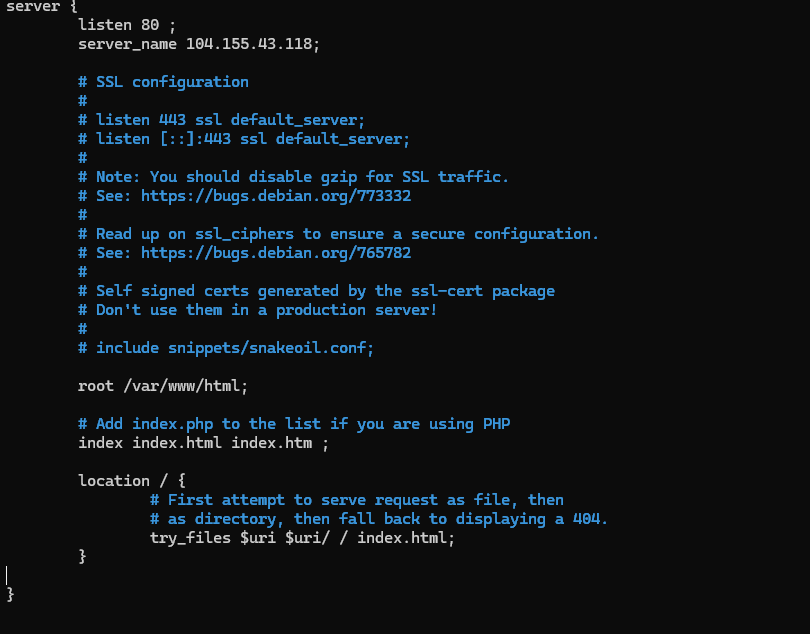 server {
listen 80 ;
server_name 104.155.43.118;
# SSL configuration
#
# listen 443 ssl default_server;
# listen [::]:443 ssl default_server;
#
# Note: You should disable gzip for SSL traffic.
# See: https://bugs.debian.org/773332
#
# Read up on ssl_ciphers to ensure a secure configuration.
# See: https://bugs.debian.org/765782
#
# Self signed certs generated by the ssl-cert package
# Don't use them in a production server!
#
# include snippets/snakeoil.conf;
root /var/www/html;
# Add index.php to the list if you are using PHP
index index.html index.htm ;
location / {
# First attempt to serve request as file, then
# as directory, then fall back to displaying a 404.
try_files $uri $uri/ / index.html;
}
}